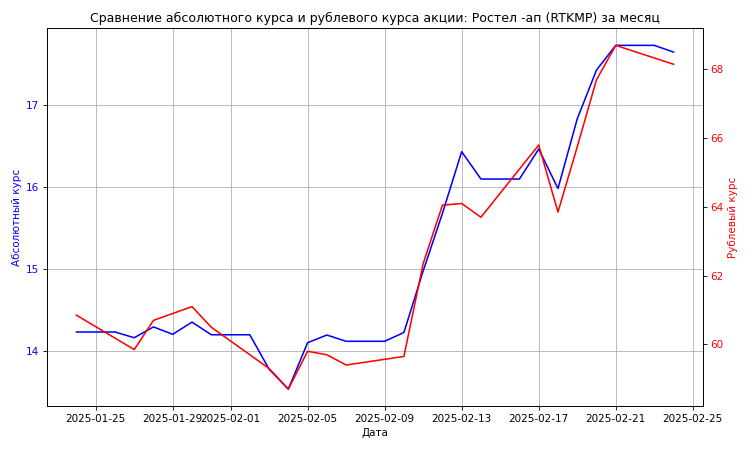 Сравнение абсолютного курса и рублевого курса акции: Ростел -ап (RTKMP) за месяц
Абсолютный курс
17
16
15
14
68
66
64
62
60
Рублевый курс
2025-01-25 2025-01-29 2025-02-01 2025-02-05 2025-02-09 2025-02-13 2025-02-17 2025-02-21 2025-02-25
Дата